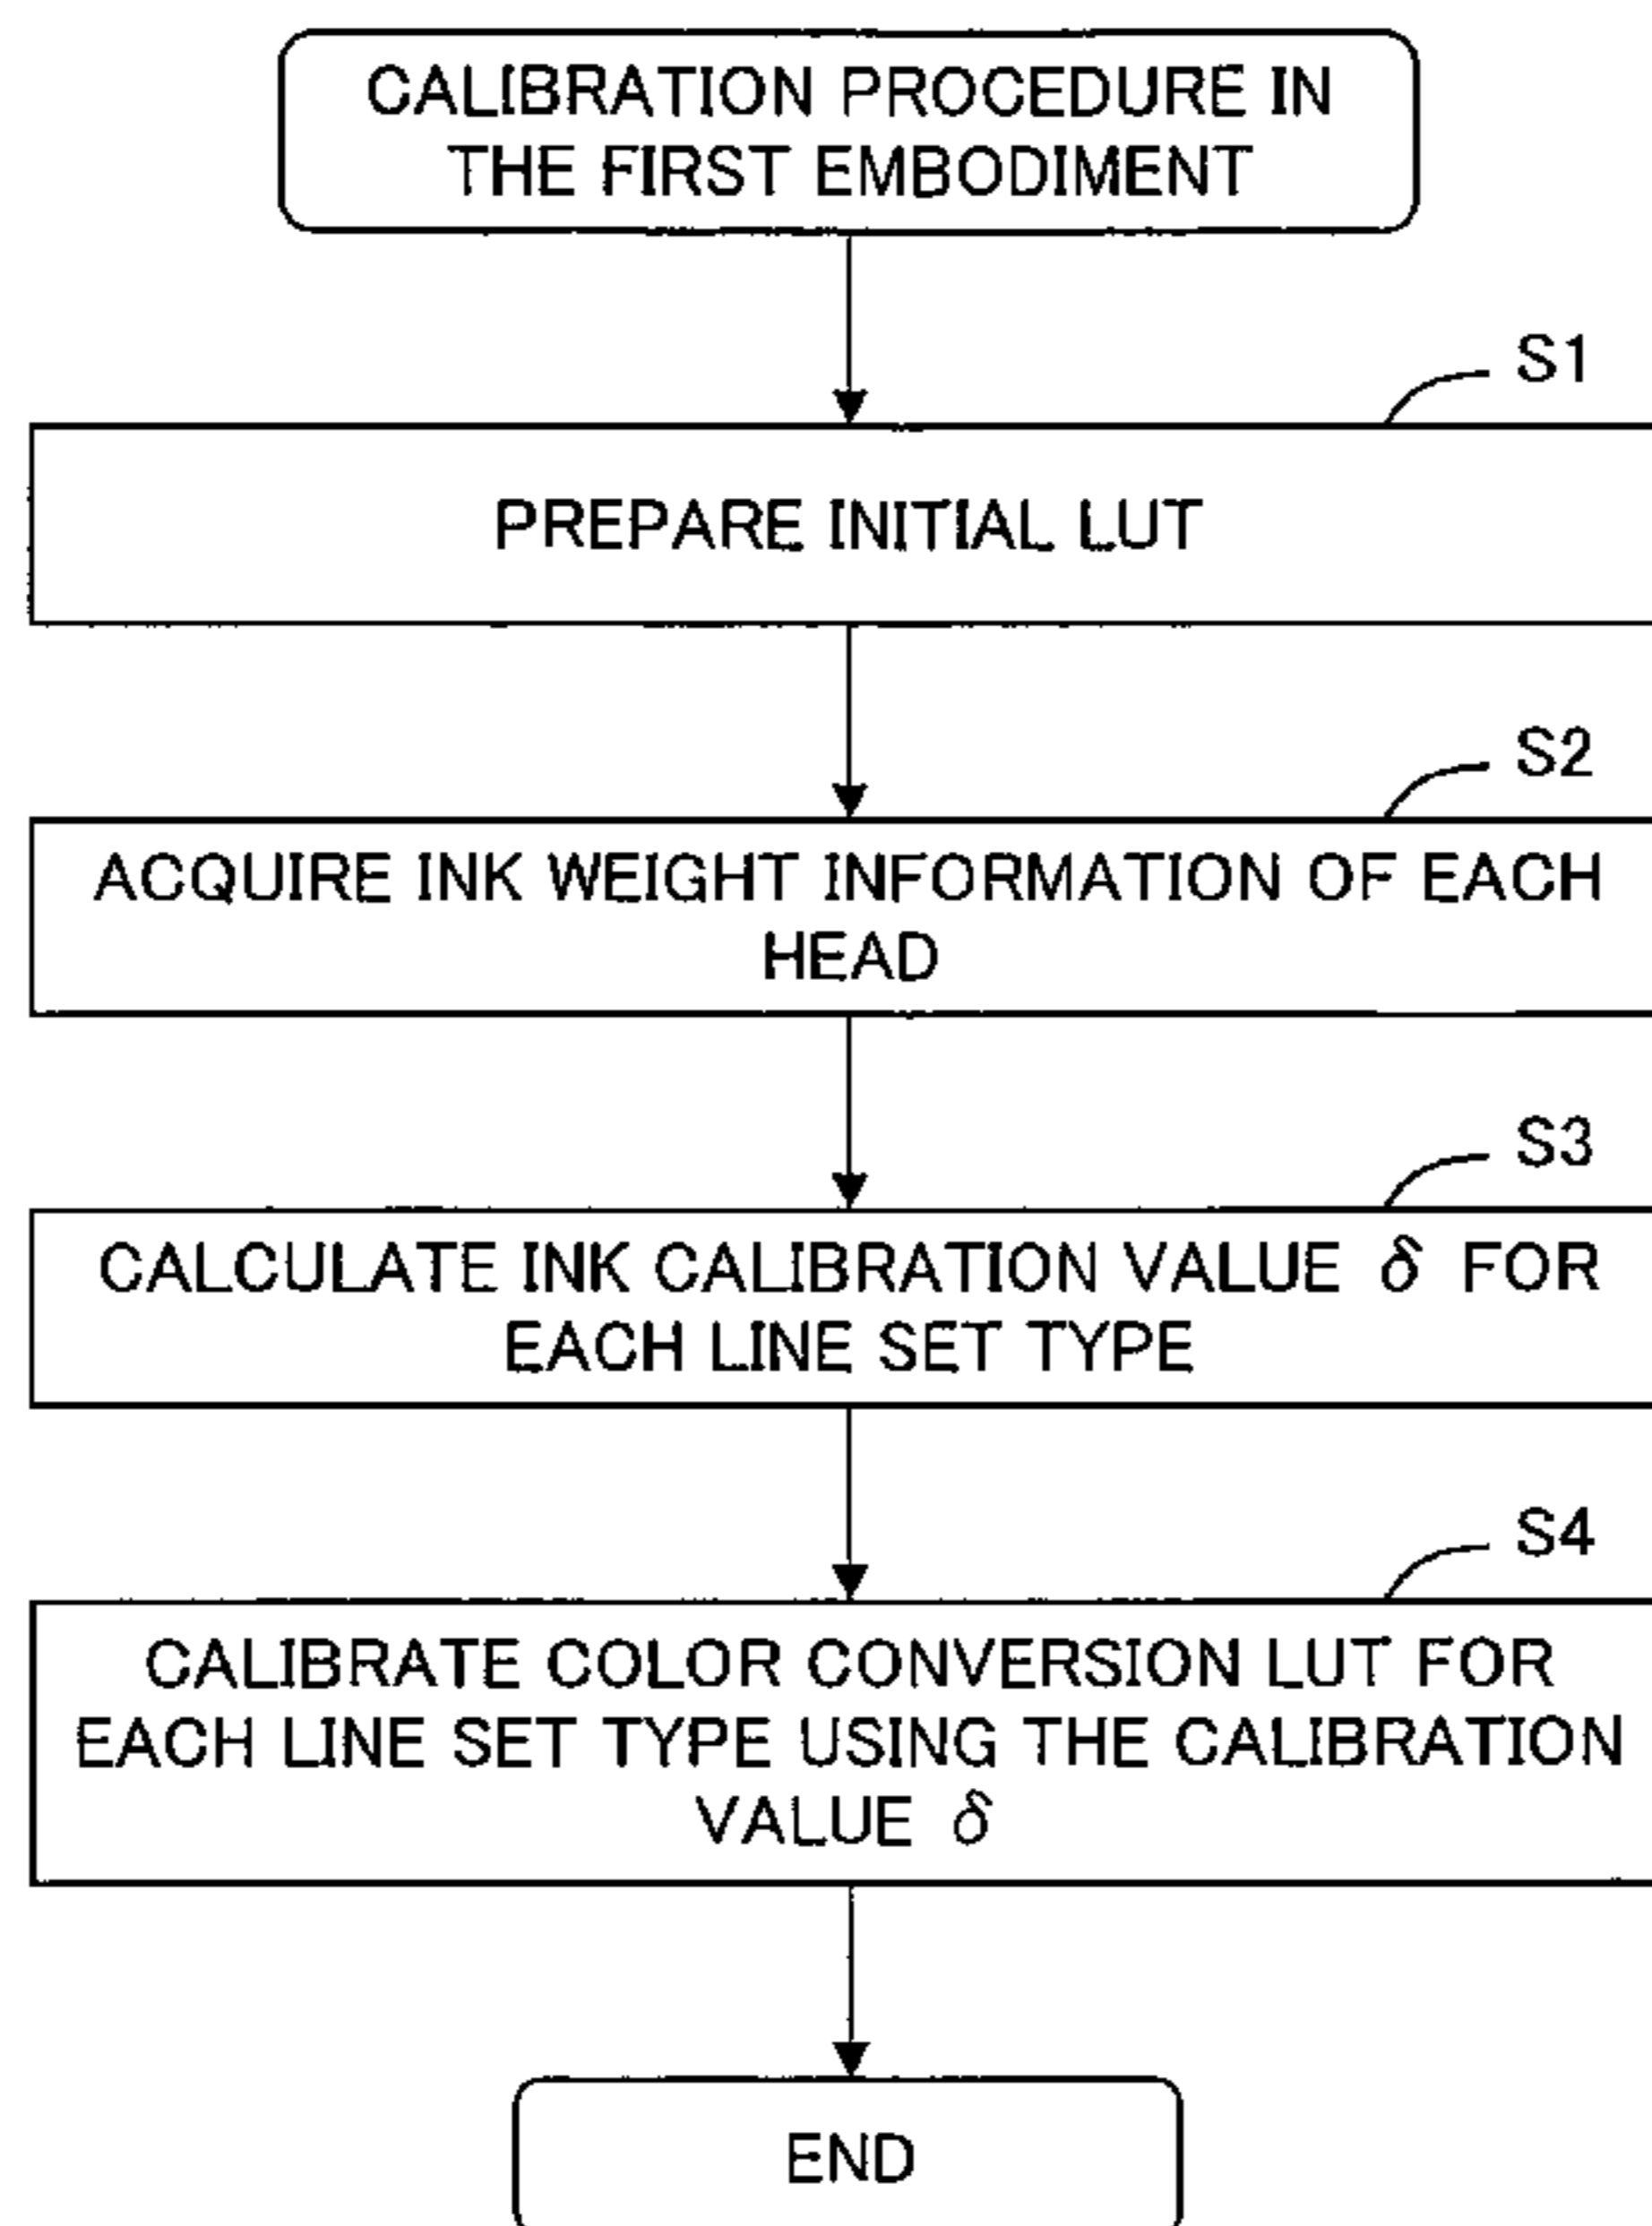 CALIBRATION PROCEDURE IN
THE FIRST EMBODIMENT
S1
PREPARE INITIAL LUT
S2
ACQUIRE INK WEIGHT INFORMATION OF EACH
HEAD
S3
CALCULATE INK CALIBRATION VALUE δ FOR
EACH LINE SET TYPE
S4
CALIBRATE COLOR CONVERSION LUT FOR
EACH LINE SET TYPE USING THE CALIBRATION
VALUE δ
END